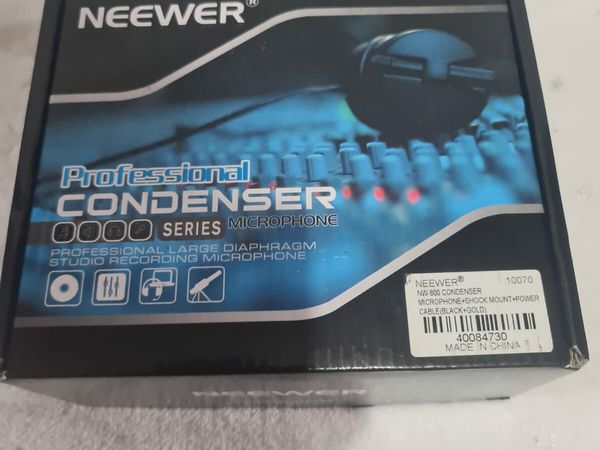 NEEWER®
Professional
CONDENSER
SERIES MICROPHONE
PROFESSIONAL LARGE DIAPHRAGM
STUDIO RECORDING MICROPHONE
NEEWER® 10070
NW-800 CONDENSER
MICROPHONE+SHOCK MOUNT+POWER
CABLE(BLACK+GOLD)
40084730
MADE IN CHINA
NEEWER